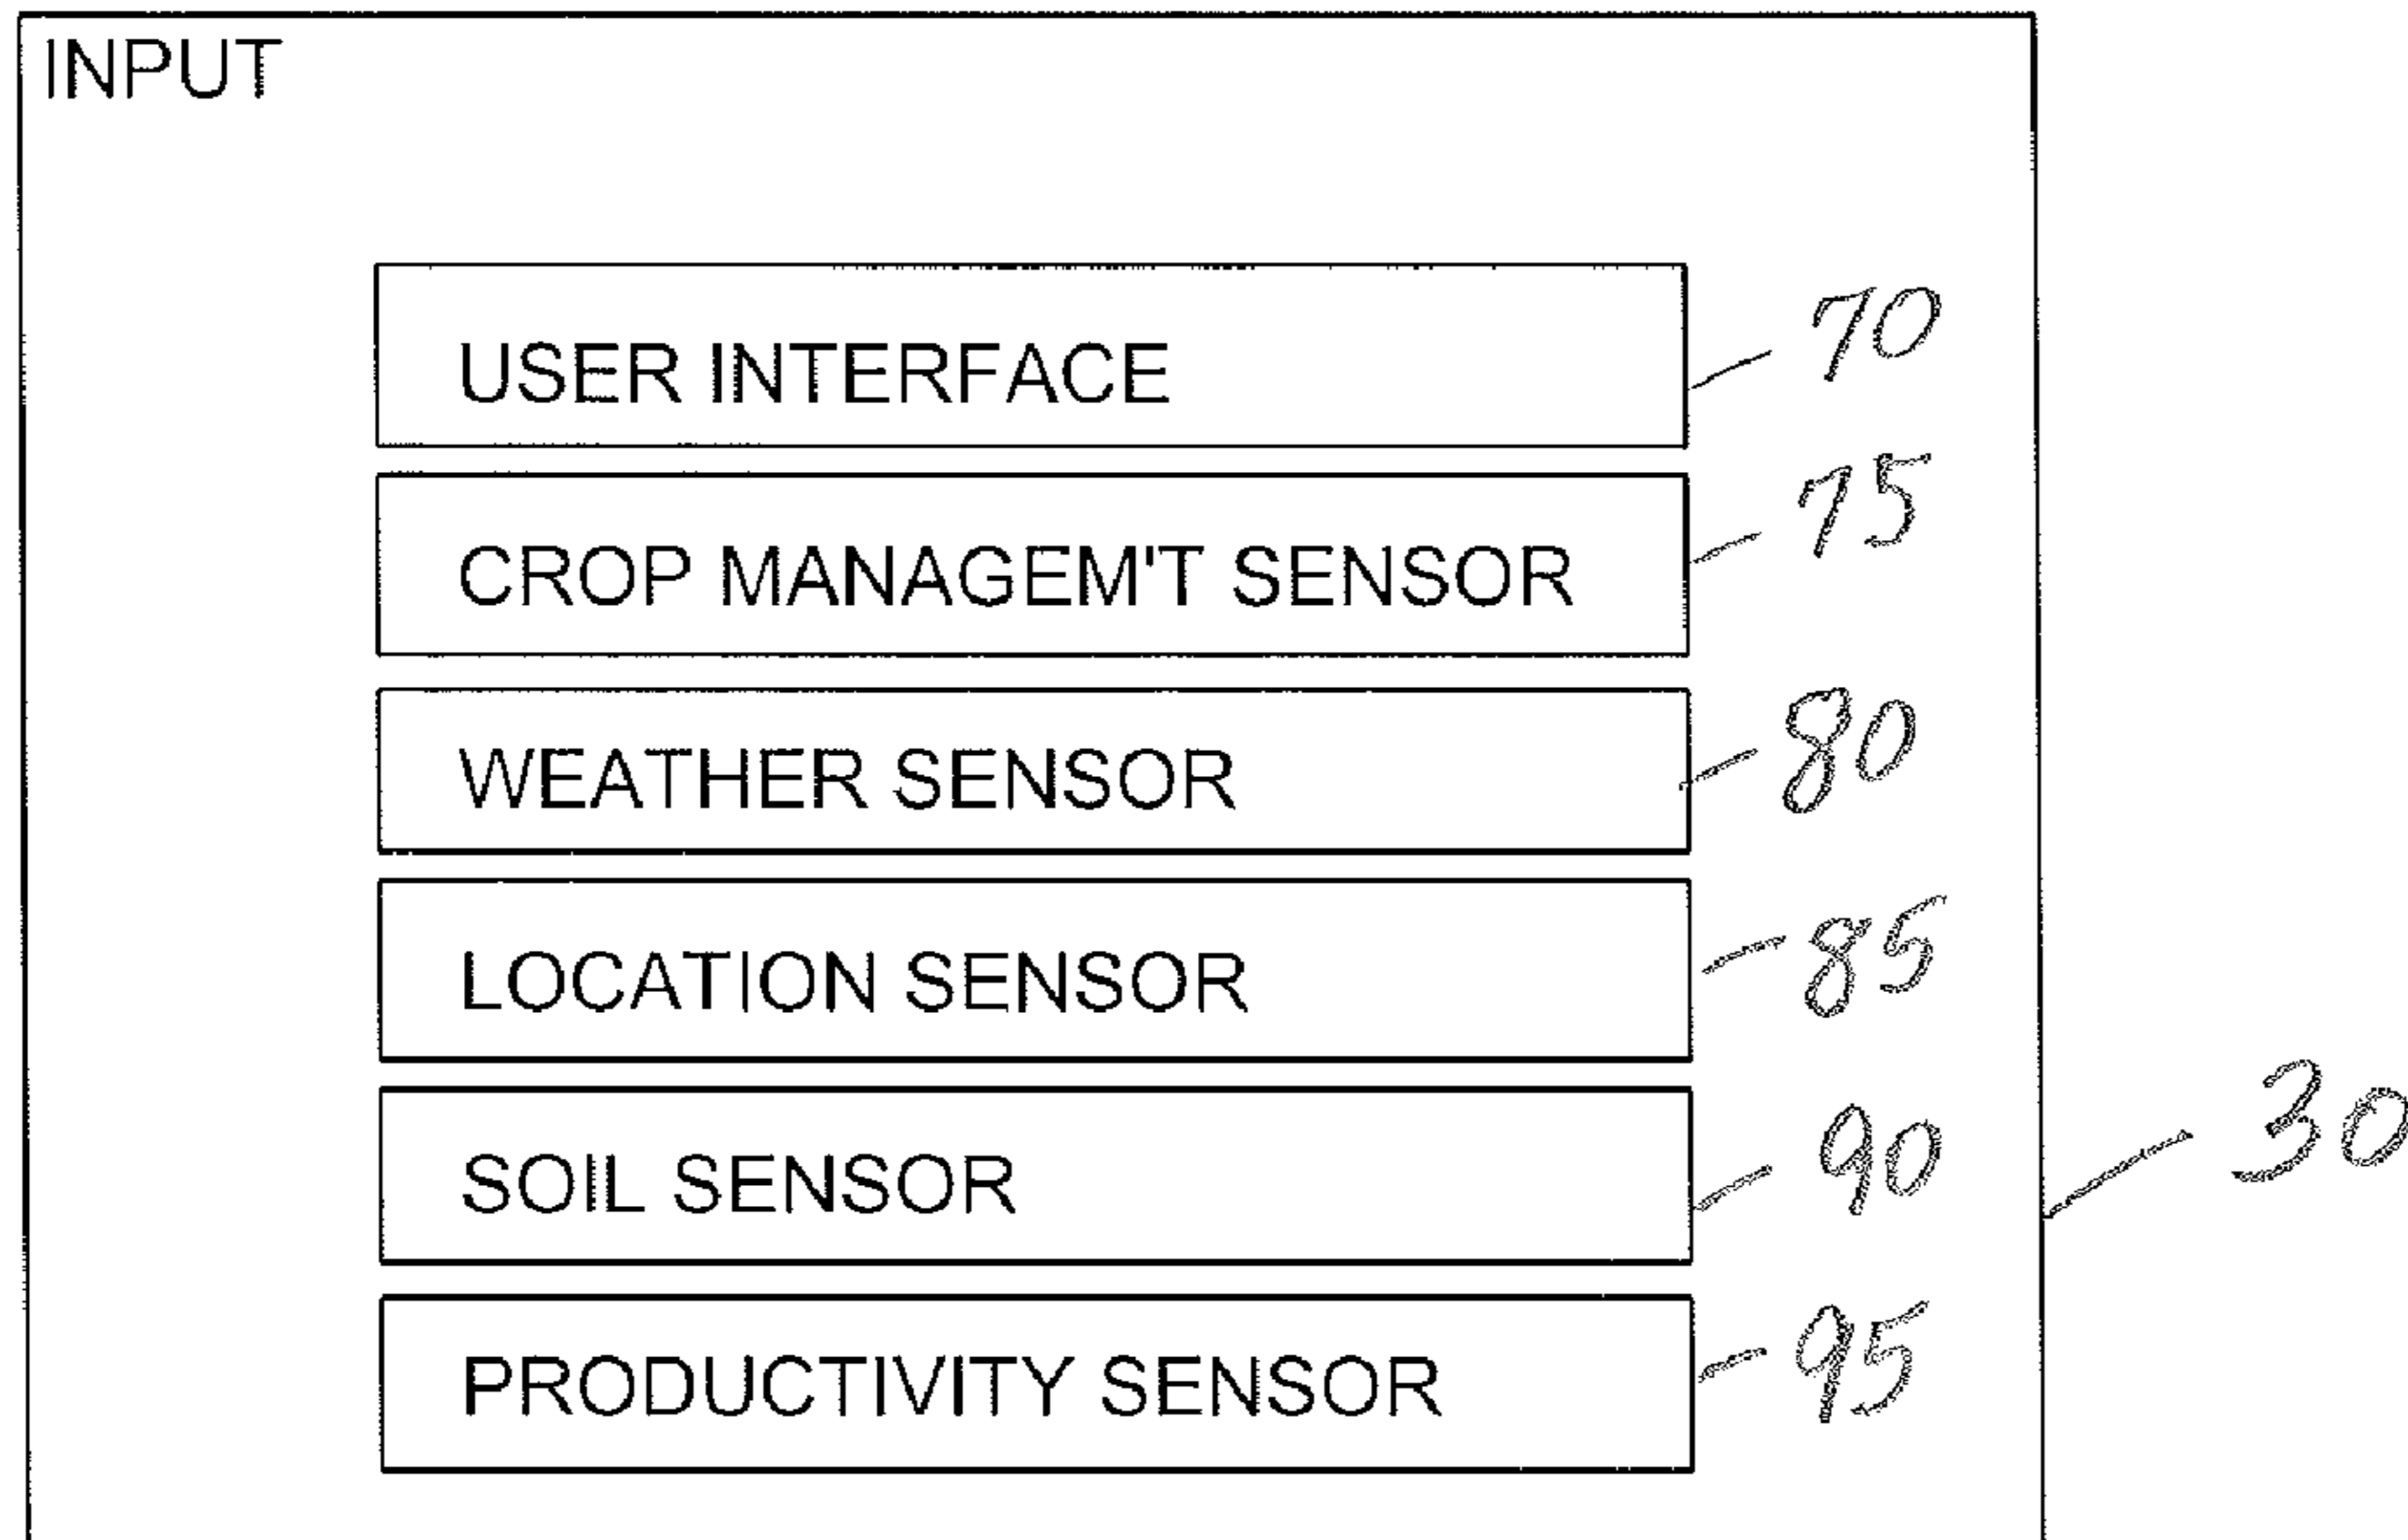 INPUT
USER INTERFACE 70
CROP MANAGEM'T SENSOR 75
WEATHER SENSOR 80
LOCATION SENSOR 85
SOIL SENSOR 90
30
PRODUCTIVITY SENSOR 95